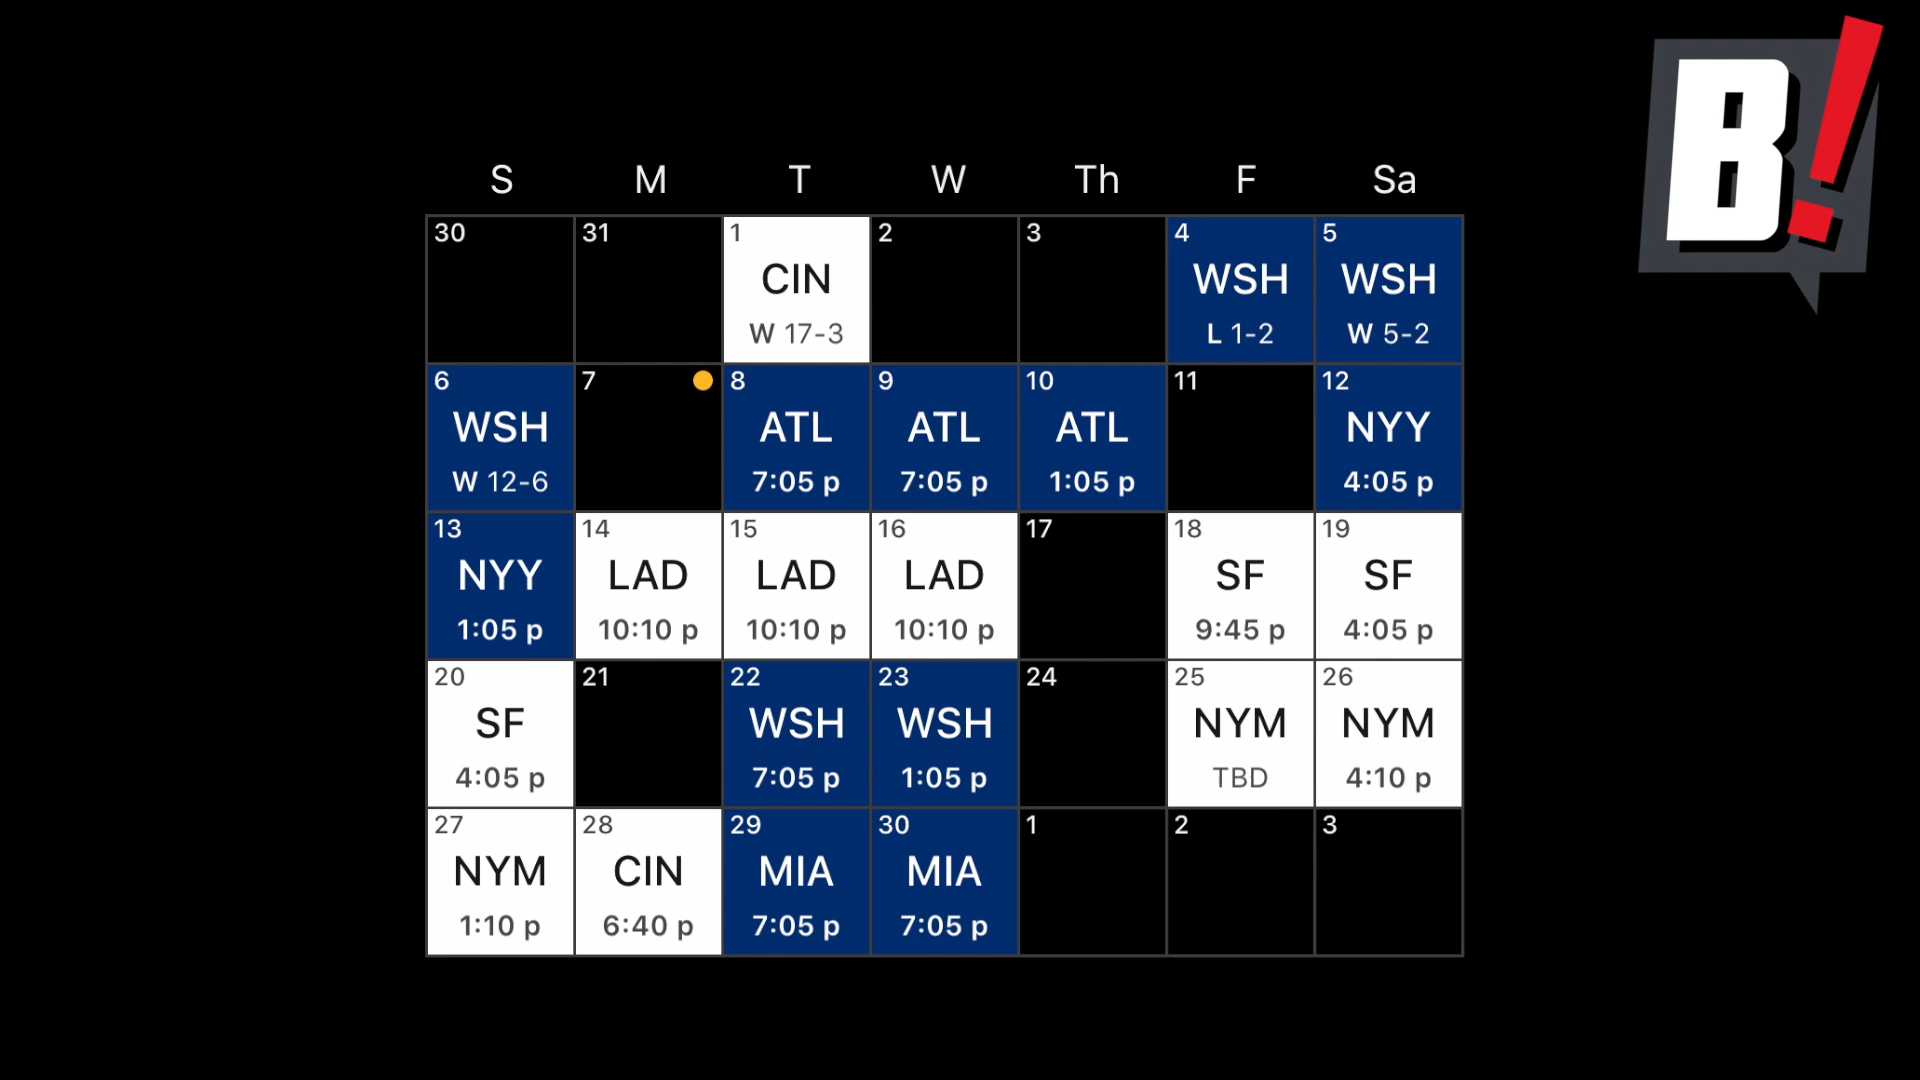 B!
S M T W Th F Sa
30 31 1 2 3 4 5
CIN WSH WSH
W 17-3 L 1-2 W 5-2
6 7 8 9 10 11 12
WSH ATL ATL ATL NYY
W 12-6 7:05 p 7:05 p 1:05 p 4:05 p
13 14 15 16 17 18 19
NYY LAD LAD LAD SF SF
1:05 p 10:10 p 10:10 p 10:10 p 9:45 p 4:05 p
20 21 22 23 24 25 26
SF WSH WSH NYM NYM
4:05 p 7:05 p 1:05 p TBD 4:10 p
27 28 29 30 1 2 3
NYM CIN MIA MIA
1:10 p 6:40 p 7:05 p 7:05 p